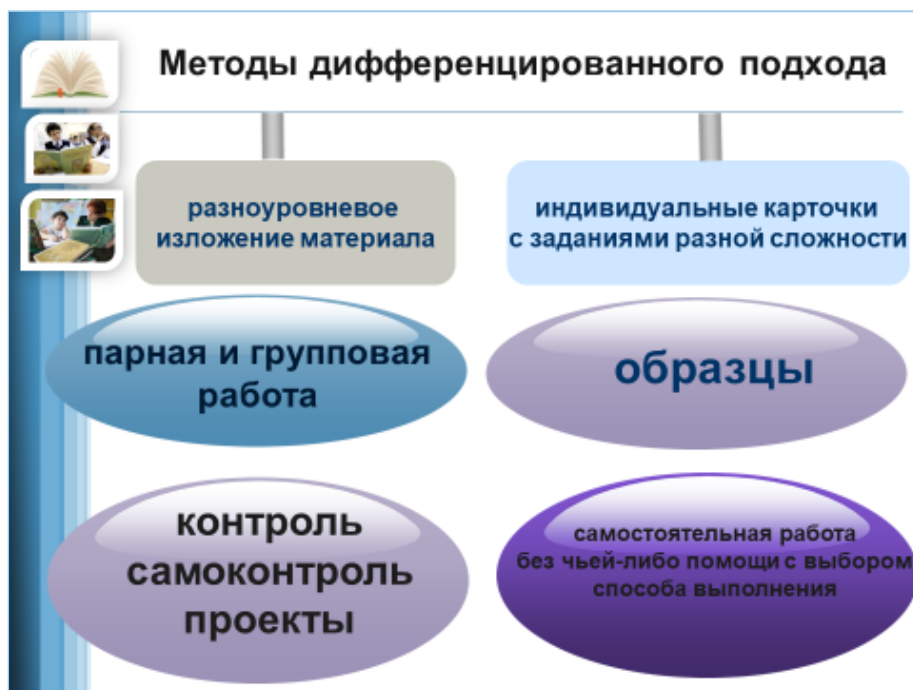 Методы дифференцированного подхода
разноуровневое
изложение материала
индивидуальные карточки
с заданиями разной сложности
парная и групповая
работа
образцы
контроль
самоконтроль
проекты
самостоятельная работа
без чьей-либо помощи с выбором
способа выполнения